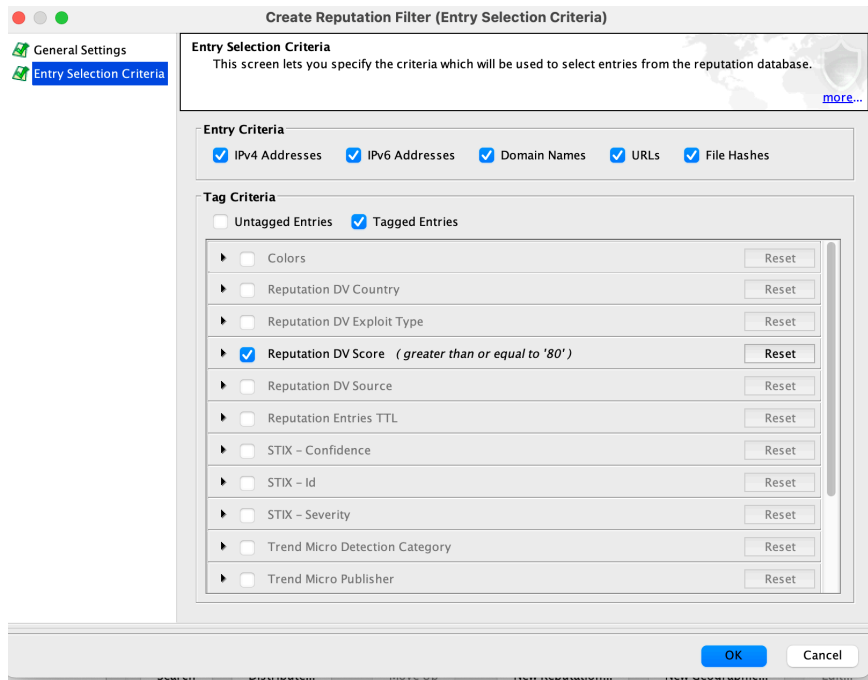 Create Reputation Filter (Entry Selection Criteria)
General Settings
Entry Selection Criteria
Entry Selection Criteria
This screen lets you specify the criteria which will be used to select entries from the reputation database.
more...
Entry Criteria
IPv4 Addresses IPv6 Addresses Domain Names URLs File Hashes
Tag Criteria
Untagged Entries Tagged Entries
Colors Reset
Reputation DV Country Reset
Reputation DV Exploit Type Reset
Reputation DV Score ( greater than or equal to '80' ) Reset
Reputation DV Source Reset
Reputation Entries TTL Reset
STIX – Confidence Reset
STIX – Id Reset
STIX – Severity Reset
Trend Micro Detection Category Reset
Trend Micro Publisher Reset
OK Cancel